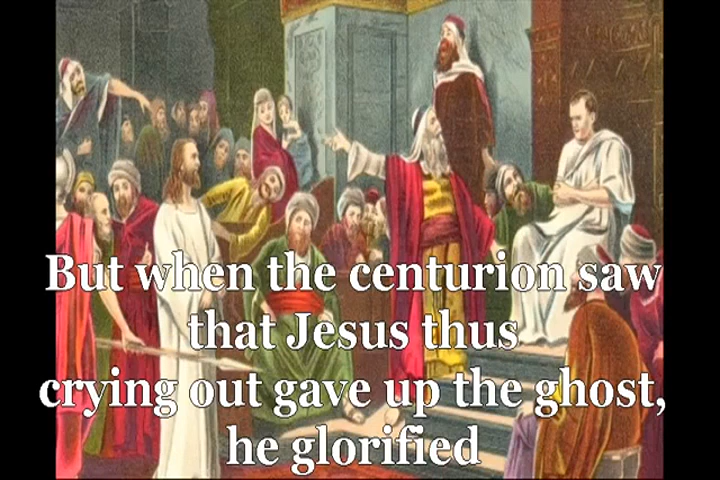 But when the centurion saw
that Jesus thus
crying out gave up the ghost,
he glorified